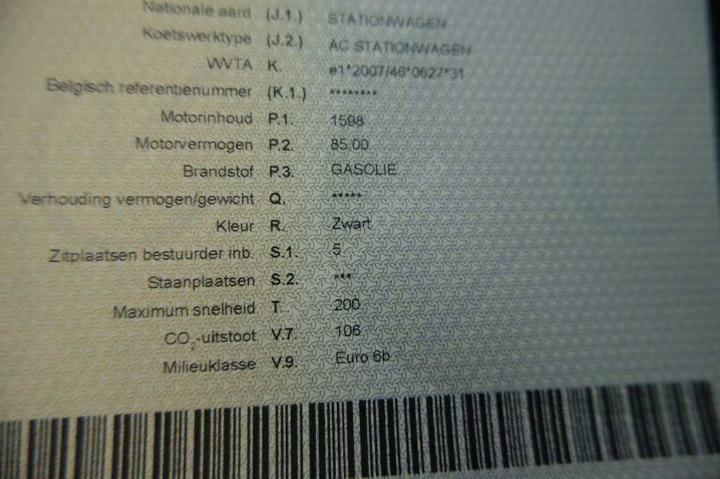 Nationale aard (J.1.) STATIONWAGEN
Koetswerktype (J.2.) AC STATIONWAGEN
WVTA K. e1*2007/46*0627*31
Belgisch referentienummer (K.1.) ********
Motorinhoud P.1. 1598
Motorvermogen P.2. 85,00
Brandstof P.3. GASOLIE
Verhouding vermogen/gewicht Q. *****
Kleur R. Zwart
Zitplaatsen bestuurder inb. S.1. 5
Staanplaatsen S.2. ***
Maximum snelheid T. 200
CO2-uitstoot V.7. 106
Milieuklasse V.9. Euro 6b